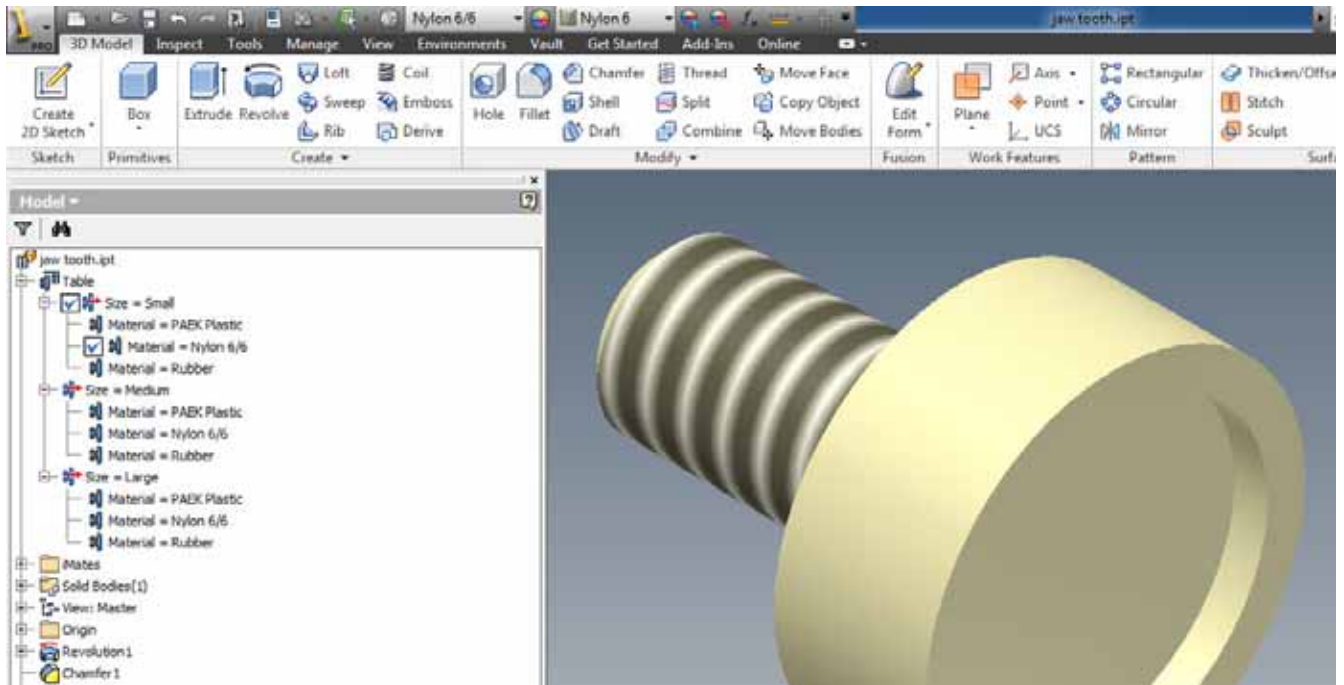 PRO
Nylon 6/6 Nylon 6 jaw tooth.ipt
3D Model Inspect Tools Manage View Environments Vault Get Started Add-Ins Online
Loft Coil Chamfer Thread Move Face Axis Rectangular Thicken/Offse
Create 2D Sketch Box Extrude Revolve Sweep Emboss Hole Fillet Shell Split Copy Object Edit Form Plane Point Circular Stitch
Rib Derive Draft Combine Move Bodies UCS Mirror Sculpt
Sketch Primitives Create Modify Fusion Work Features Pattern Surfa
Model
jaw tooth.ipt
Table
Size = Small
Material = PAEK Plastic
Material = Nylon 6/6
Material = Rubber
Size = Medium
Material = PAEK Plastic
Material = Nylon 6/6
Material = Rubber
Size = Large
Material = PAEK Plastic
Material = Nylon 6/6
Material = Rubber
iMates
Solid Bodies(1)
View: Master
Origin
Revolution1
Chamfer1